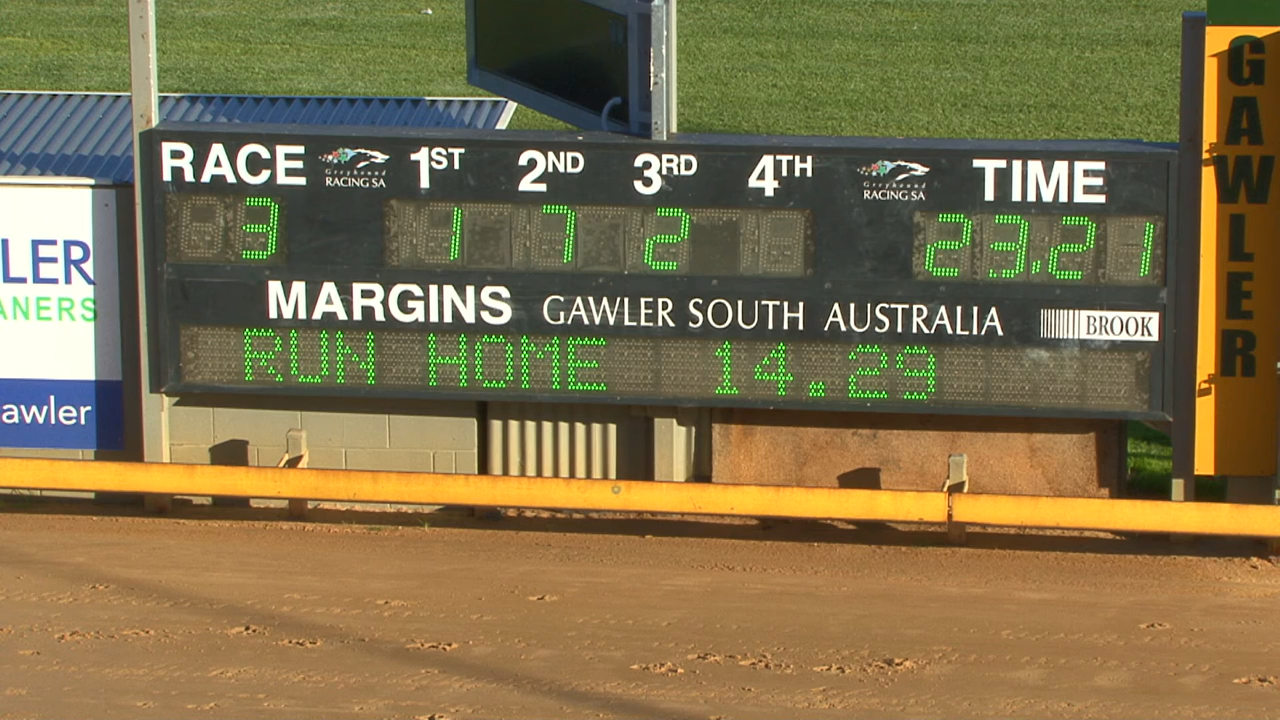 RACE Greyhound RACING SA 1ST 2ND 3RD 4TH Greyhound RACING SA TIME
3 1 7 2 23.21
MARGINS GAWLER SOUTH AUSTRALIA BROOK
RUN HOME 14.29
LER
ANERS
awler
GAWLER